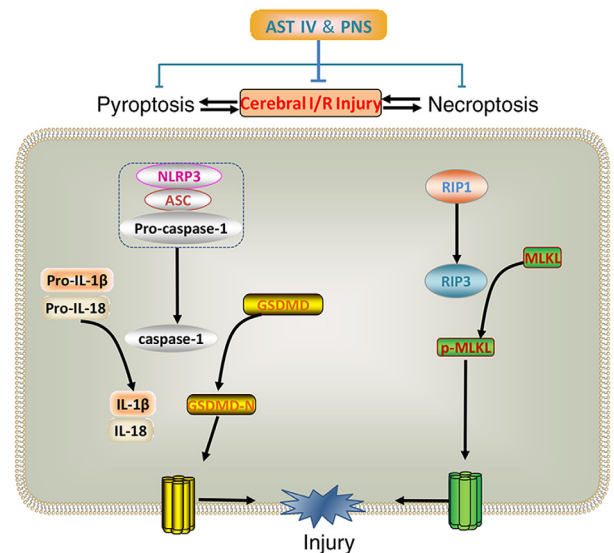 AST IV & PNS
Pyroptosis
Cerebral I/R Injury
Necroptosis
NLRP3
ASC
Pro-caspase-1
RIP1
MLKL
Pro-IL-1β
Pro-IL-18
GSDMD
RIP3
caspase-1
p-MLKL
IL-1β
IL-18
GSDMD-N
Injury